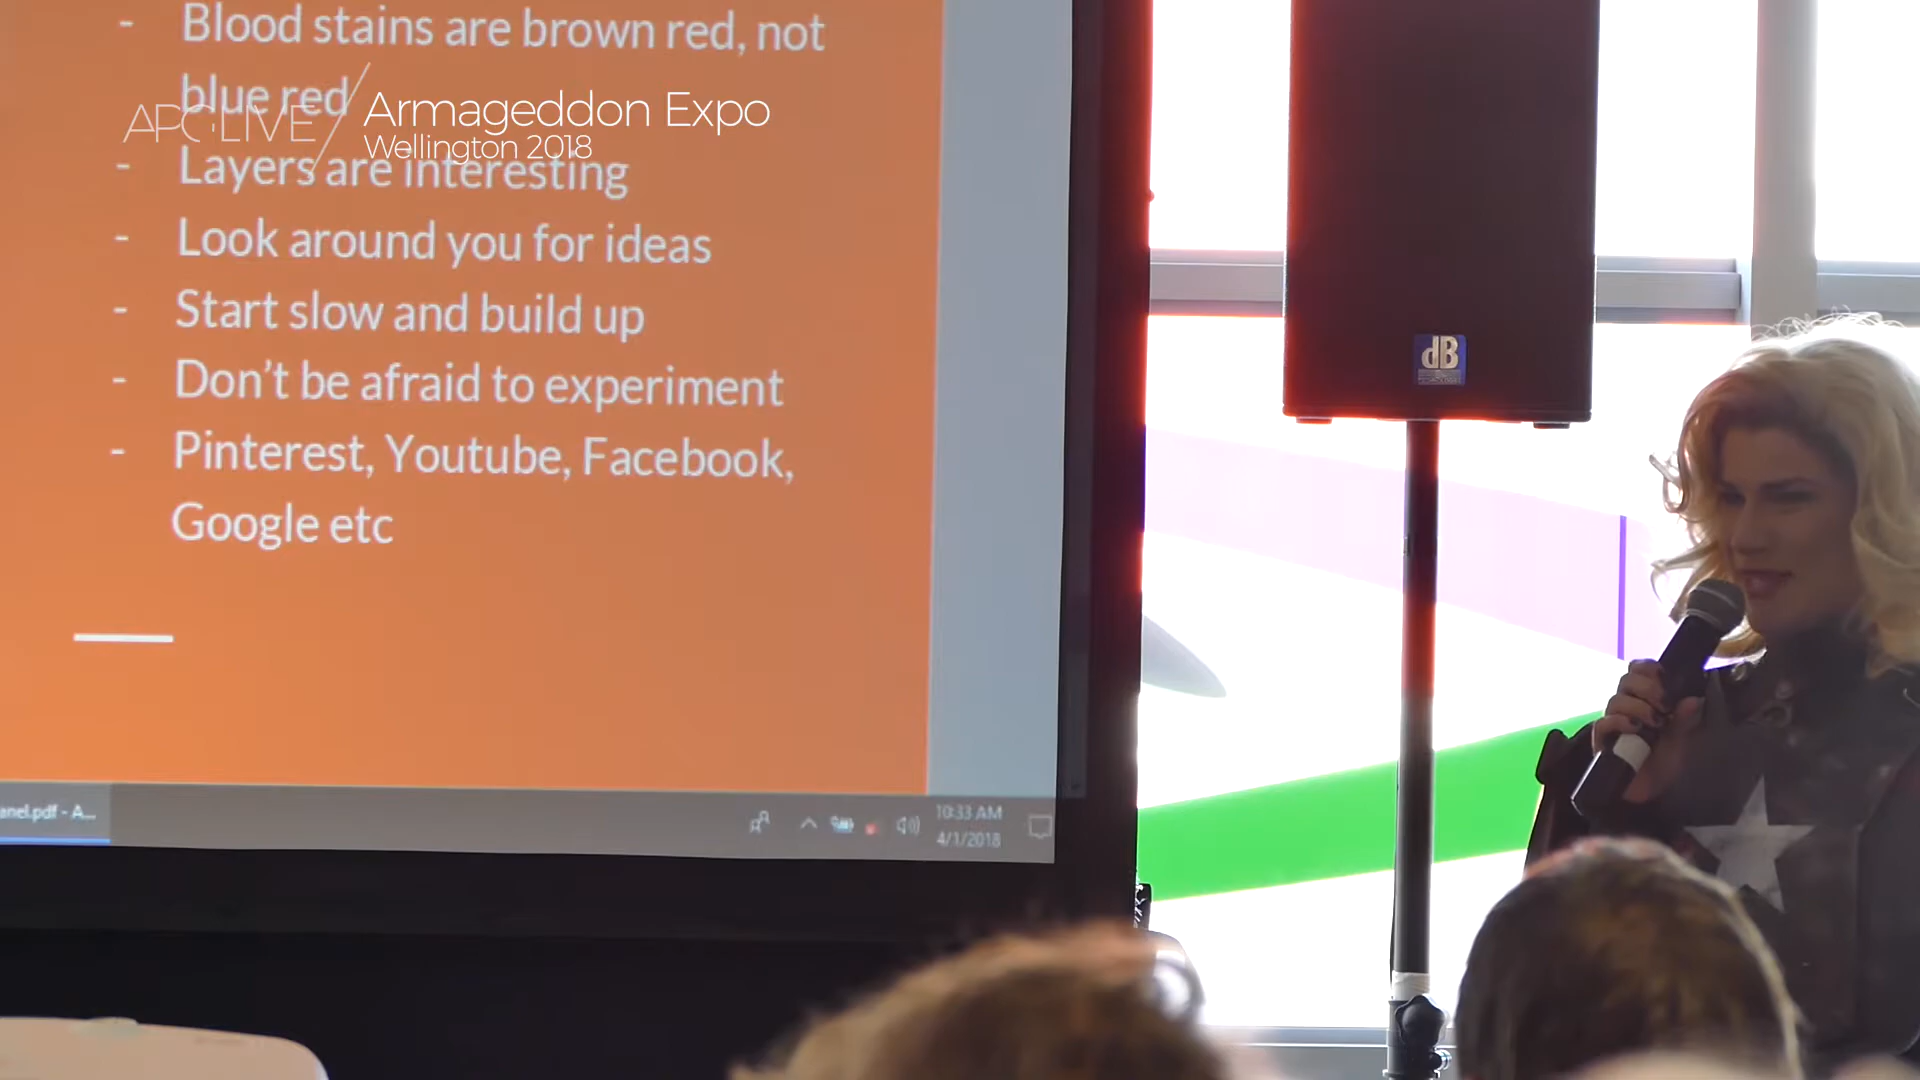 - Blood stains are brown red, not
blue red
APC LIVE
Armageddon Expo
Wellington 2018
- Layers are interesting
- Look around you for ideas
- Start slow and build up
- Don't be afraid to experiment
- Pinterest, Youtube, Facebook,
Google etc
anel.pdf - A...
10:33 AM
4/1/2018
dB